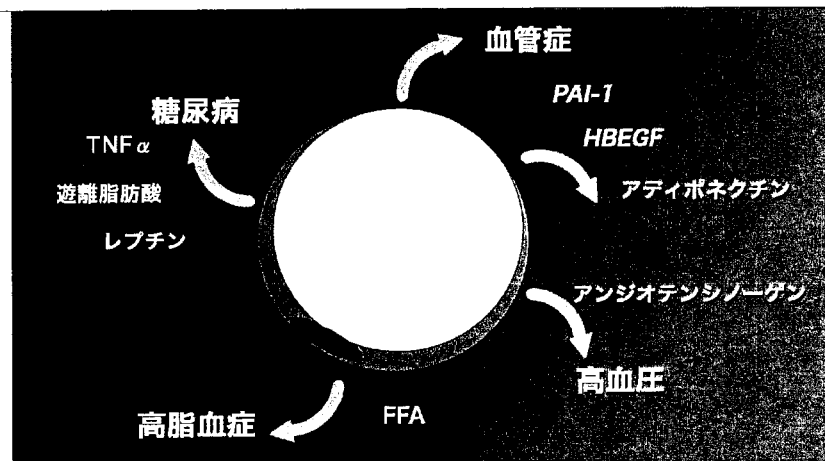 血管症
PAI-1
HBEGF
アディポネクチン
アンジオテンシノーゲン
高血圧
FFA
高脂血症
糖尿病
TNFα
遊離脂肪酸
レプチン